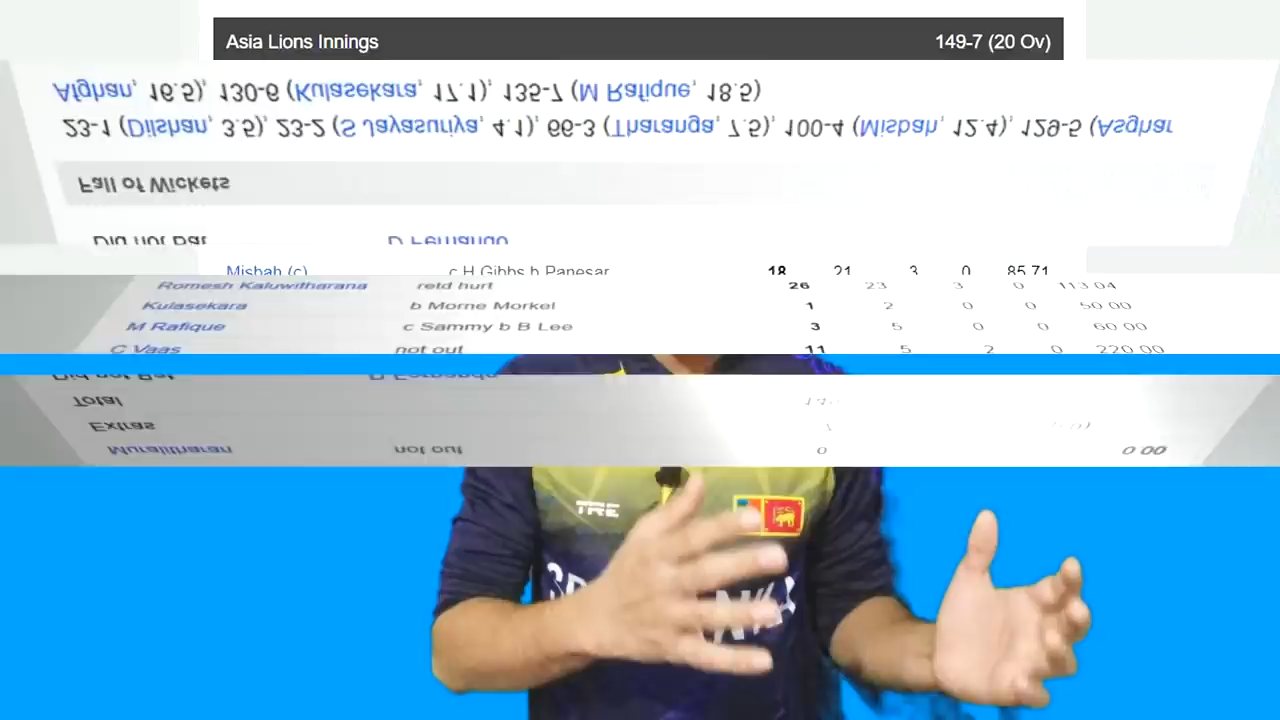 Asia Lions Innings 149-7 (20 Ov)
Afghan, 16.5), 130-6 (Kulasekara, 17.1), 135-7 (M Rafique, 18.5)
23-1 (Dilshan, 3.5), 23-2 (S Jayasuriya, 4.1), 66-3 (Tharanga, 7.5), 100-4 (Misbah, 12.4), 129-5 (Asghar
Fall of Wickets
Did not Bat D Fernando
Misbah (c) c H Gibbs b Panesar 18 21 3 0 85.71
Romesh Kaluwitharana retd hurt 26 23 3 0 113.04
Kulasekara b Morne Morkel 1 2 0 0 50.00
M Rafique c Sammy b B Lee 3 5 0 0 60.00
C Vaas not out 11 5 2 0 220.00
Did not Bat D Fernando
Total
Extras 1
Muralitharan not out 0 0.00